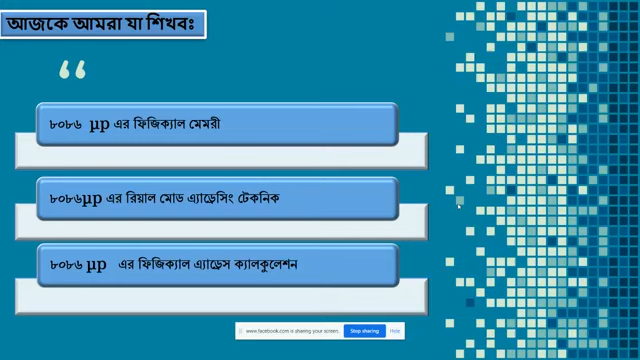 আজকে আমরা যা শিখবঃ
“
৮০৮৬ μp এর ফিজিক্যাল মেমরী
৮০৮৬μp এর রিয়াল মোড এ্যাড্রেসিং টেকনিক
৮০৮৬ μp এর ফিজিক্যাল এ্যাড্রেস ক্যালকুলেশন
www.facebook.com is sharing your screen. Stop sharing Hide